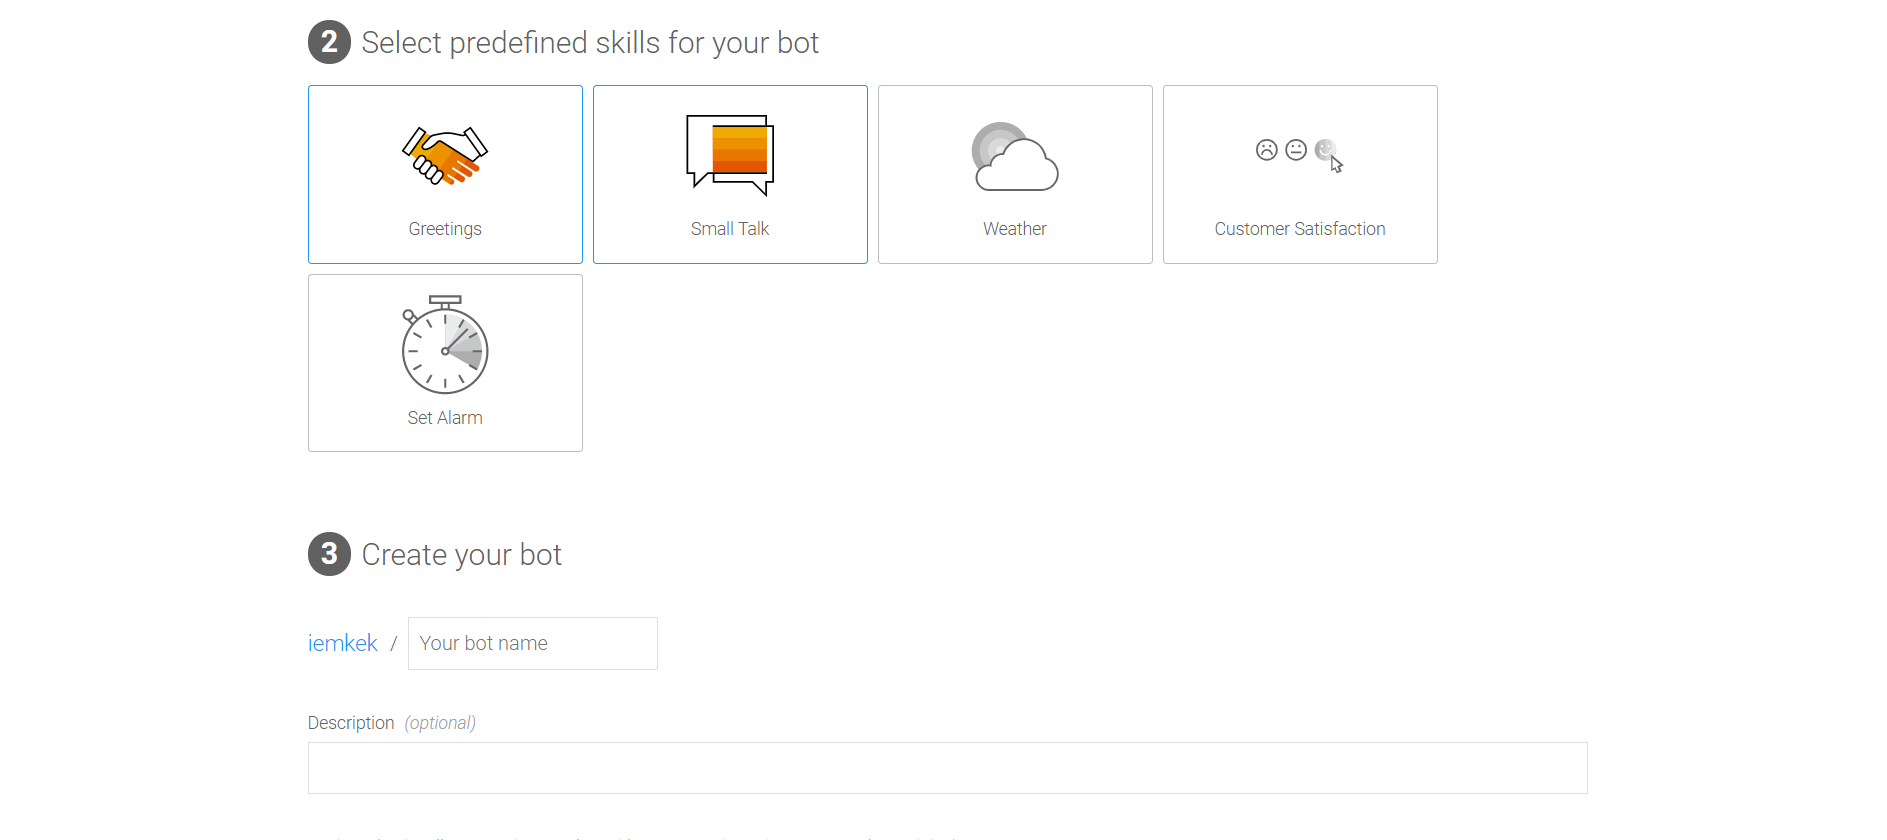 2 Select predefined skills for your bot
Greetings
Small Talk
Weather
Customer Satisfaction
Set Alarm
3 Create your bot
iemkek / Your bot name
Description (optional)